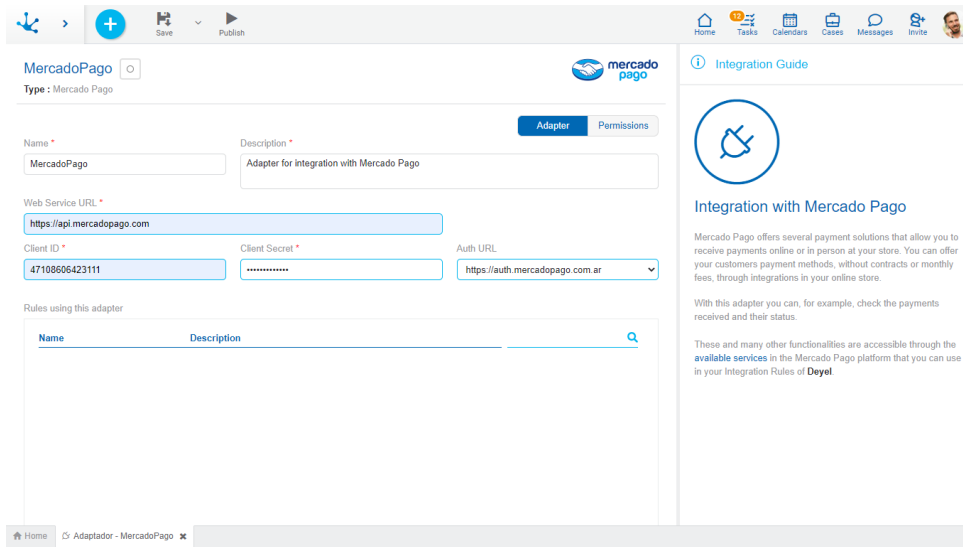 Save
Publish
Home
12
Tasks
Calendars
Cases
Messages
Invite
MercadoPago
Type : Mercado Pago
mercado
pago
Adapter
Permissions
Name *
MercadoPago
Description *
Adapter for integration with Mercado Pago
Web Service URL *
https://api.mercadopago.com
Client ID *
47108606423111
Client Secret *
•••••••••••••
Auth URL
https://auth.mercadopago.com.ar
Rules using this adapter
Name
Description
Integration Guide
Integration with Mercado Pago
Mercado Pago offers several payment solutions that allow you to
receive payments online or in person at your store. You can offer
your customers payment methods, without contracts or monthly
fees, through integrations in your online store.
With this adapter you can, for example, check the payments
received and their status.
These and many other functionalities are accessible through the
available services in the Mercado Pago platform that you can use
in your Integration Rules of Deyel.
Home
Adaptador - MercadoPago